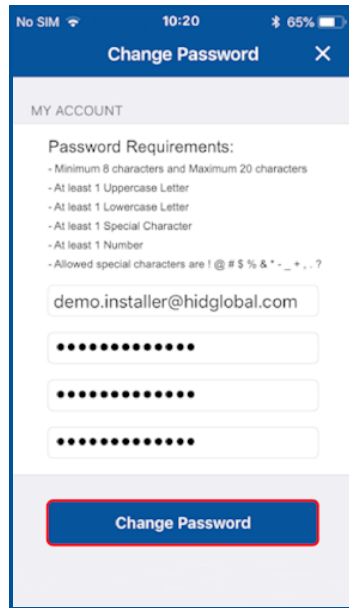 No SIM 10:20 65%
Change Password ×
MY ACCOUNT
Password Requirements:
- Minimum 8 characters and Maximum 20 characters
- At least 1 Uppercase Letter
- At least 1 Lowercase Letter
- At least 1 Special Character
- At least 1 Number
- Allowed special characters are ! @ # $ % & * - _ + , . ?
demo.installer@hidglobal.com
•••••••••••••
•••••••••••••
•••••••••••••
Change Password